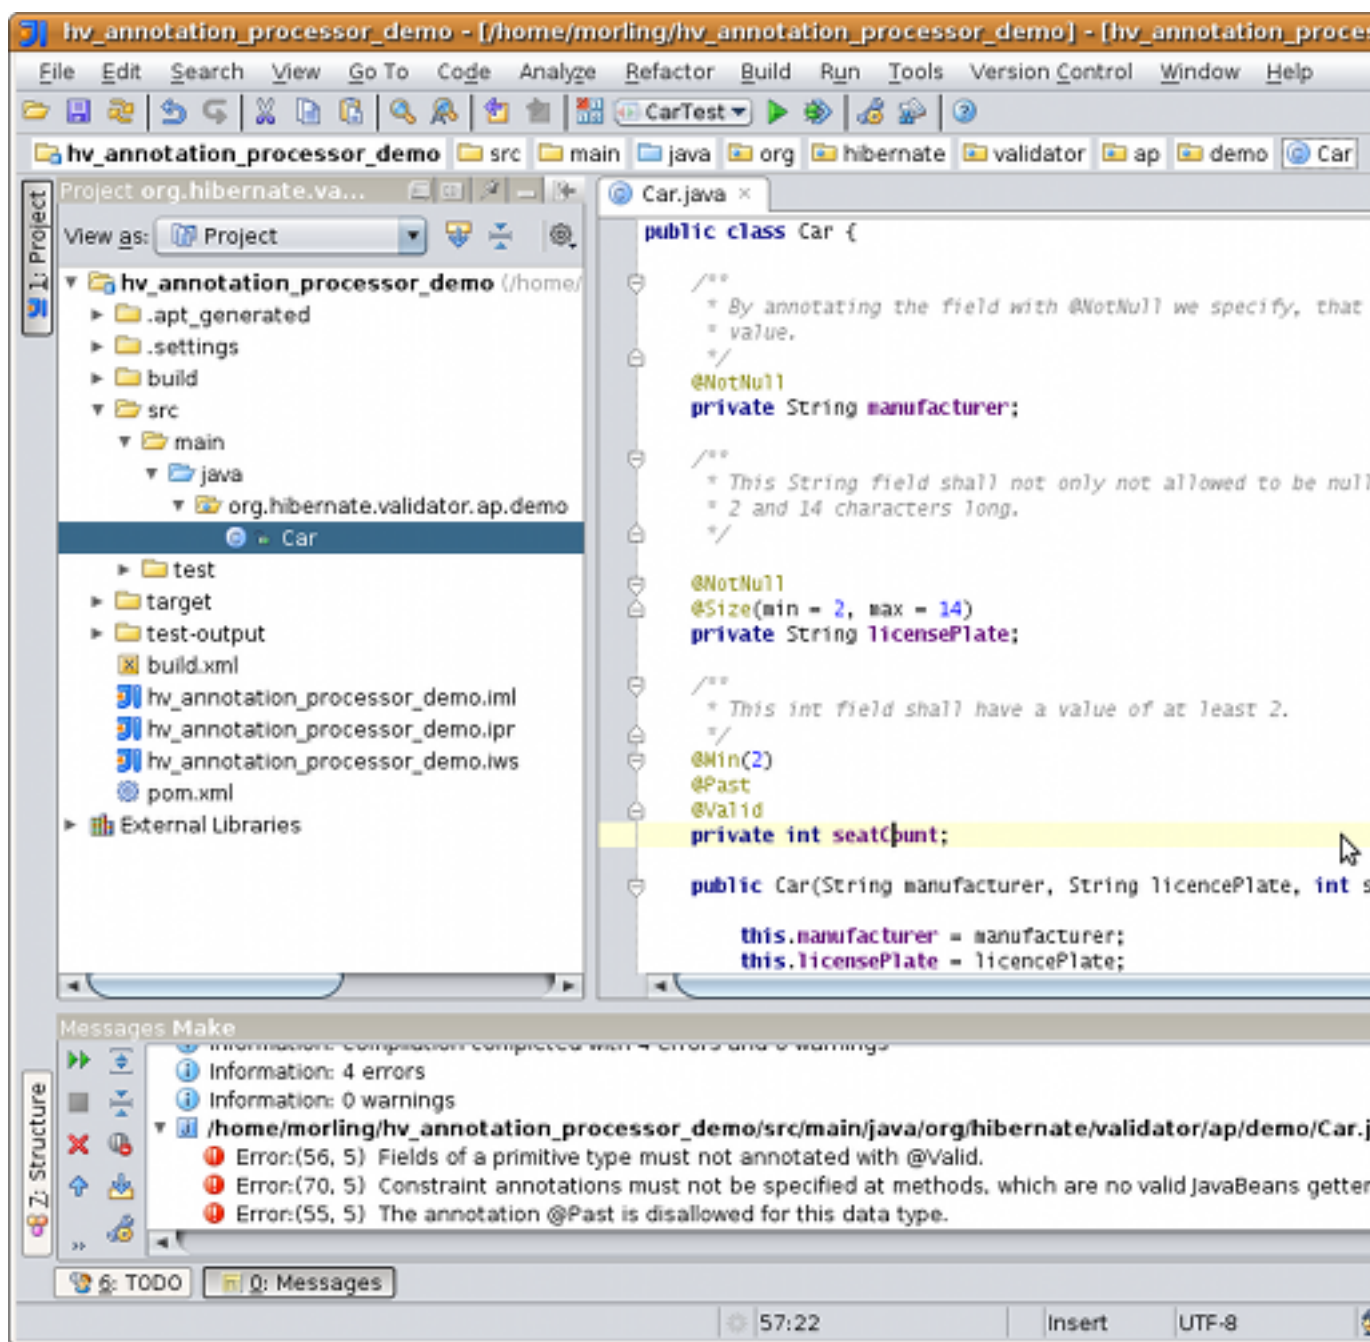 hv_annotation_processor_demo - [/home/morling/hv_annotation_processor_demo] - [hv_annotation_proces
File Edit Search View Go To Code Analyze Refactor Build Run Tools Version Control Window Help
CarTest
hv_annotation_processor_demo src main java org hibernate validator ap demo Car
1: Project
Project org.hibernate.va...
View as: Project
hv_annotation_processor_demo (/home/
.apt_generated
.settings
build
src
main
java
org.hibernate.validator.ap.demo
Car
test
target
test-output
build.xml
hv_annotation_processor_demo.iml
hv_annotation_processor_demo.ipr
hv_annotation_processor_demo.iws
pom.xml
External Libraries
Car.java
public class Car {
/**
* By annotating the field with @NotNull we specify, that
* value.
*/
@NotNull
private String manufacturer;
/**
* This String field shall not only not allowed to be null
* 2 and 14 characters long.
*/
@NotNull
@Size(min = 2, max = 14)
private String licensePlate;
/**
* This int field shall have a value of at least 2.
*/
@Min(2)
@Past
@Valid
private int seatCount;
public Car(String manufacturer, String licencePlate, int s
this.manufacturer = manufacturer;
this.licensePlate = licencePlate;
Messages Make
Information: Compilation completed with 4 errors and 0 warnings
Information: 4 errors
Information: 0 warnings
/home/morling/hv_annotation_processor_demo/src/main/java/org/hibernate/validator/ap/demo/Car.j
Error:(56, 5) Fields of a primitive type must not annotated with @Valid.
Error:(70, 5) Constraint annotations must not be specified at methods, which are no valid JavaBeans getter
Error:(55, 5) The annotation @Past is disallowed for this data type.
7: Structure
6: TODO 0: Messages
57:22 Insert UTF-8